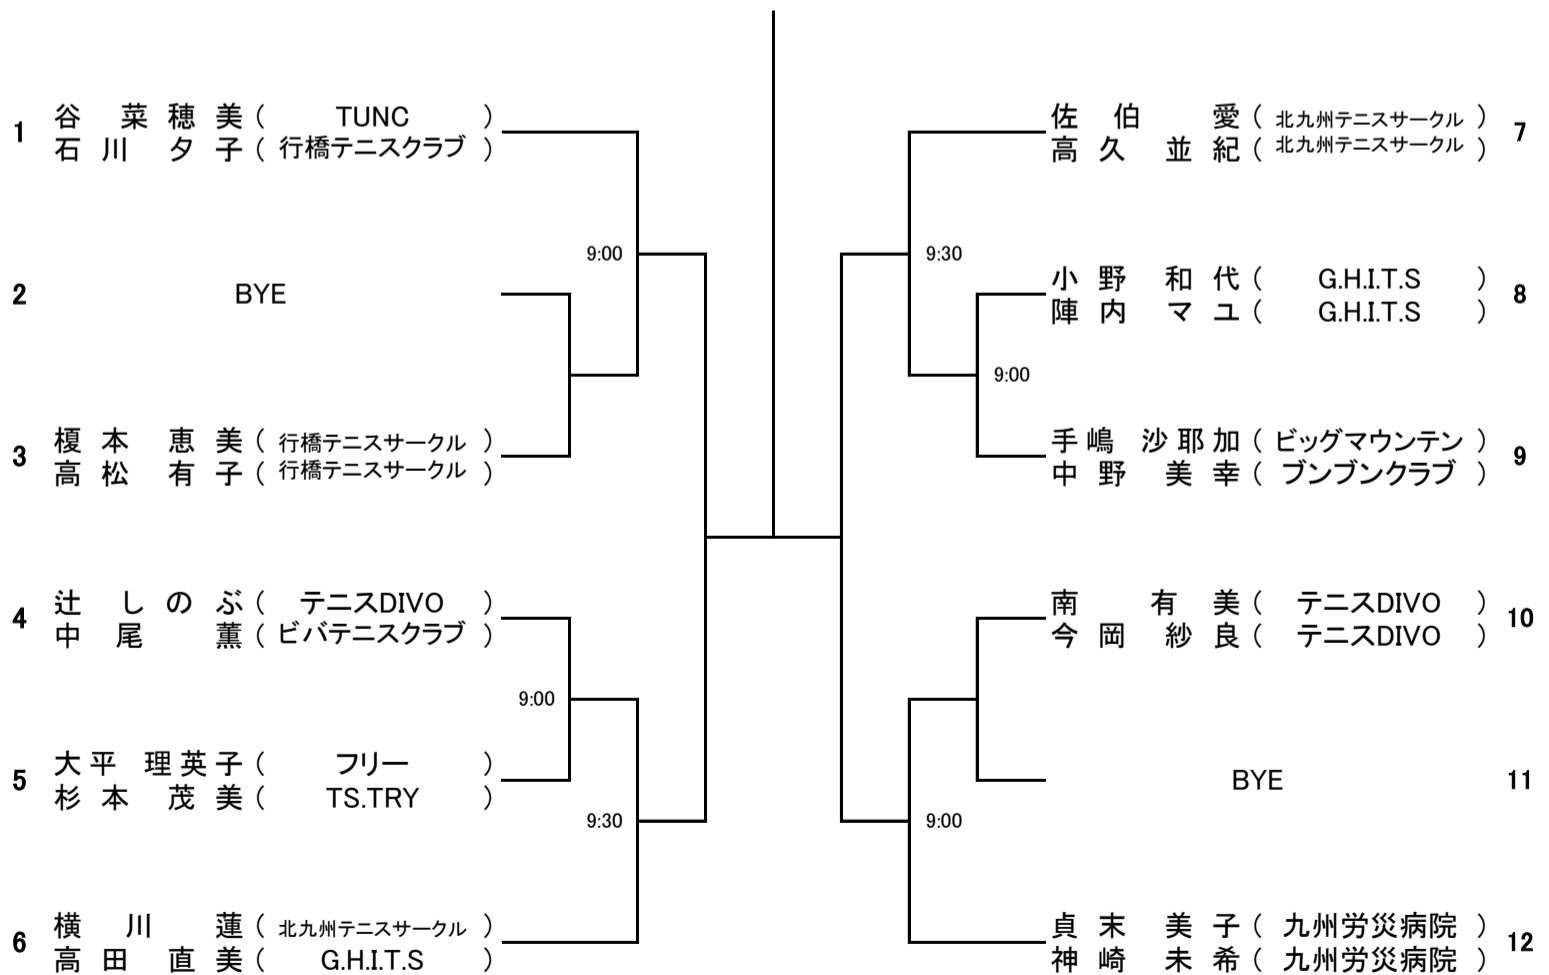 1 谷 菜穂美 ( TUNC )
石川 夕子 ( 行橋テニスクラブ )
9:00
2 BYE
3 榎本 恵美 ( 行橋テニスサークル )
高松 有子 ( 行橋テニスサークル )
4 辻 しのぶ ( テニスDIVO )
中尾 薫 ( ビバテニスクラブ )
9:00
5 大平 理英子 ( フリー )
杉本 茂美 ( TS.TRY )
9:30
6 横川 蓮 ( 北九州テニスサークル )
高田 直美 ( G.H.I.T.S )
佐伯 愛 ( 北九州テニスサークル ) 7
高久 並紀 ( 北九州テニスサークル )
9:30
小野 和代 ( G.H.I.T.S ) 8
陣内 マユ ( G.H.I.T.S )
9:00
手嶋 沙耶加 ( ビッグマウンテン ) 9
中野 美幸 ( ブンブンクラブ )
南 有美 ( テニスDIVO ) 10
今岡 紗良 ( テニスDIVO )
BYE 11
9:00
貞末 美子 ( 九州労災病院 ) 12
神崎 未希 ( 九州労災病院 )